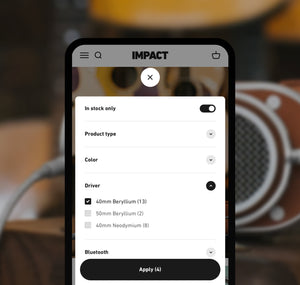 IMPACT
In stock only
Product type
Color
Driver
40mm Beryllium (13)
50mm Beryllium (2)
40mm Neodymium (8)
Bluetooth
Apply (4)